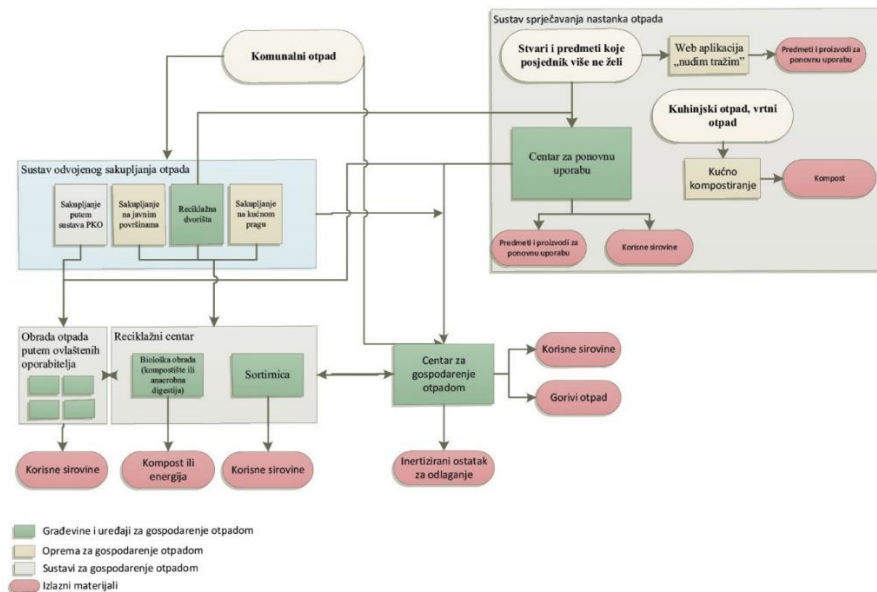 Sustav sprječavanja nastanka otpada
Komunalni otpad
Stvari i predmeti koje
posjednik više ne želi
Web aplikacija
„nudim tražim"
Predmeti i proizvodi za
ponovnu uporabu
Kuhinjski otpad, vrtni
otpad
Centar za ponovnu
uporabu
Kućno
kompostiranje
Kompost
Predmeti i proizvodi za
ponovnu uporabu
Korisne sirovine
Sustav odvojenog sakupljanja otpada
Sakupljanje
putem
sustava PKO
Sakupljanje
na javnim
površinama
Reciklažna
dvorišta
Sakupljanje
na kućnom
pragu
Obrada otpada
putem ovlaštenih
oporabitelja
Reciklažni centar
Biološka obrada
(kompostište ili
anaerobna
digestija)
Sortirnica
Centar za
gospodarenje
otpadom
Korisne sirovine
Gorivi otpad
Korisne sirovine
Kompost ili
energija
Korisne sirovine
Inertizirani ostatak
za odlaganje
Građevine i uređaji za gospodarenje otpadom
Oprema za gospodarenje otpadom
Sustavi za gospodarenje otpadom
Izlazni materijali